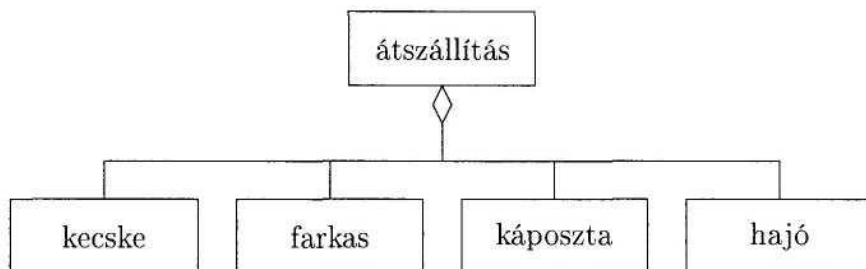 átszállítás
kecske
farkas
káposzta
hajó